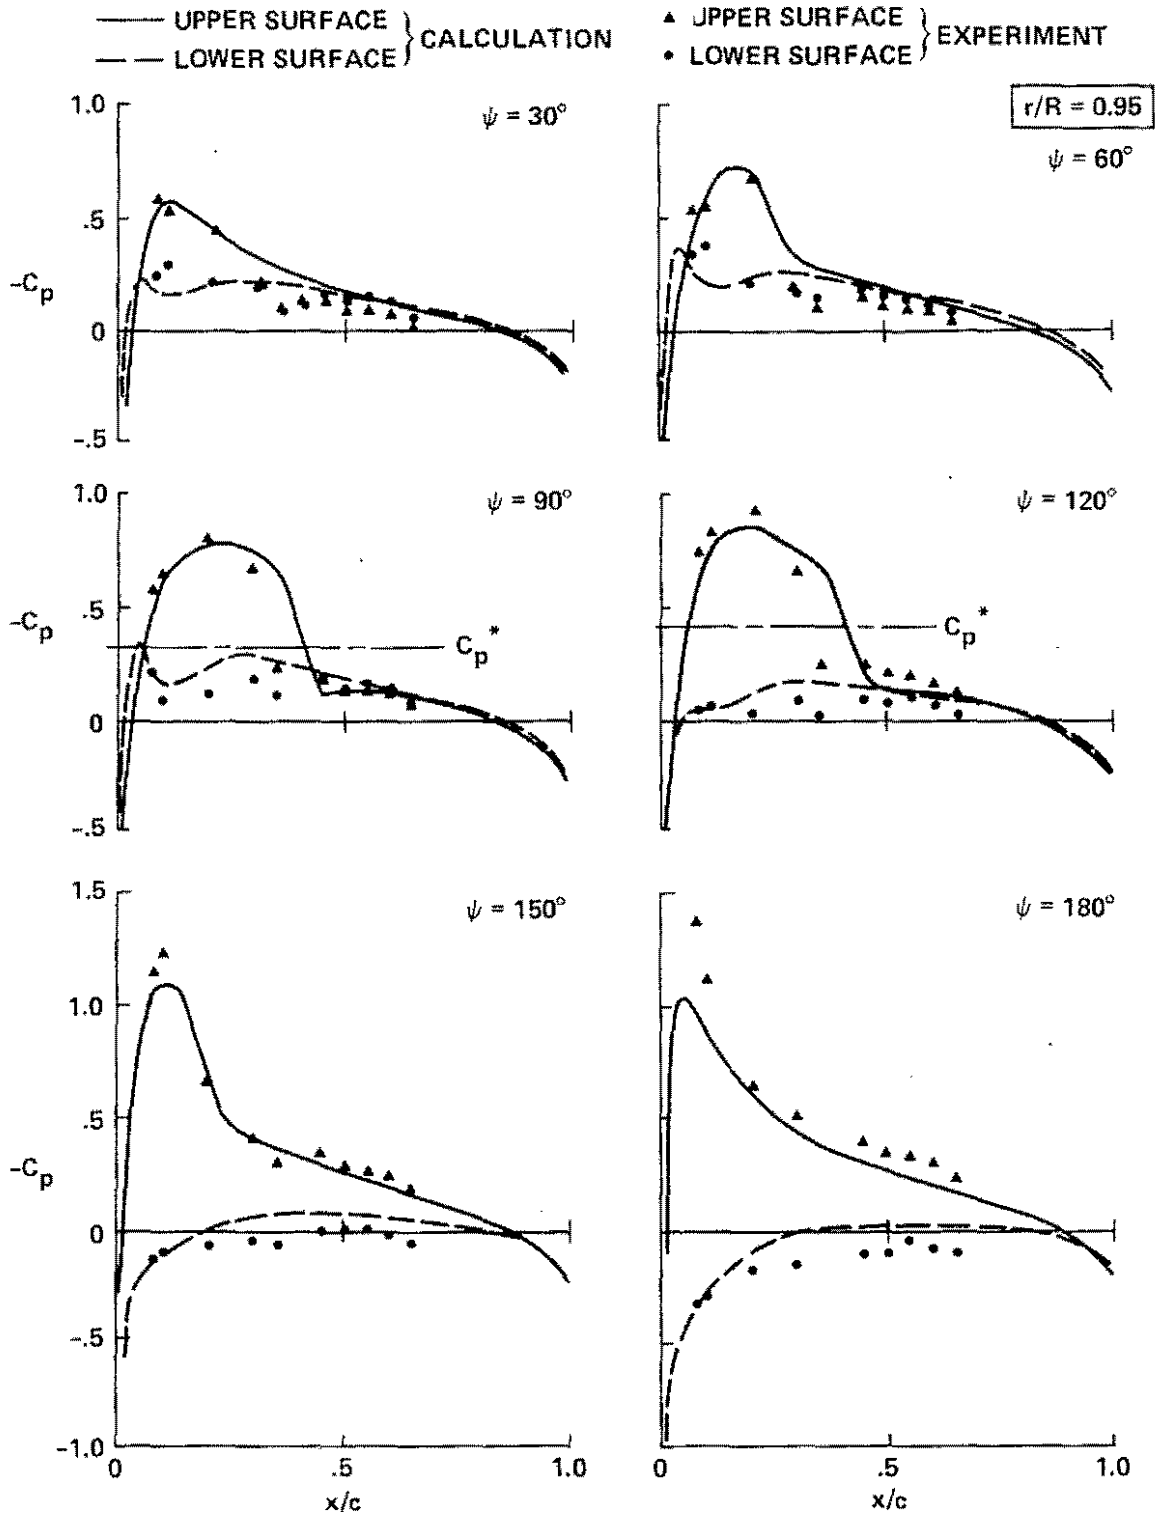 UPPER SURFACE
LOWER SURFACE
CALCULATION
UPPER SURFACE
LOWER SURFACE
EXPERIMENT
r/R = 0.95
1.0
.5
0
-.5
-Cp
ψ = 30°
ψ = 60°
1.0
.5
0
-.5
-Cp
ψ = 90°
Cp*
ψ = 120°
Cp*
1.5
1.0
.5
0
-.5
-1.0
-Cp
ψ = 150°
ψ = 180°
0 .5 1.0
x/c
0 .5 1.0
x/c